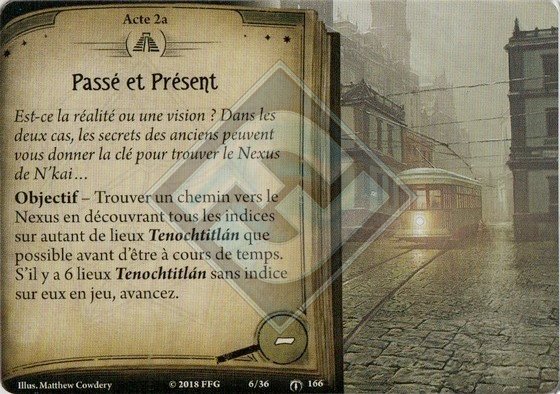 Acte 2a
Passé et Présent
Est-ce la réalité ou une vision ? Dans les
deux cas, les secrets des anciens peuvent
vous donner la clé pour trouver le Nexus
de N'kai…
Objectif – Trouver un chemin vers le
Nexus en découvrant tous les indices
sur autant de lieux Tenochtitlán que
possible avant d'être à cours de temps.
S'il y a 6 lieux Tenochtitlán sans indice
sur eux en jeu, avancez.
–
Illus. Matthew Cowdery © 2018 FFG 6/36 166